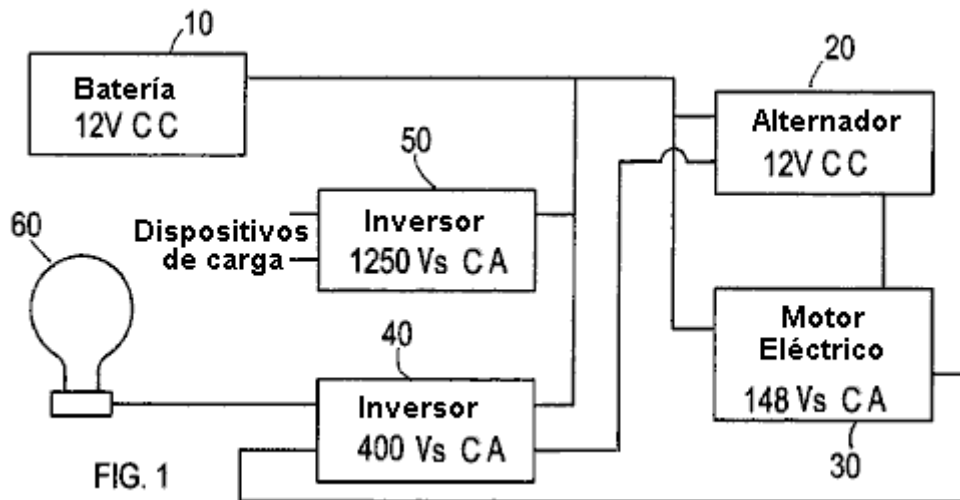 10
Batería
12V C C
20
Alternador
12V C C
50
Inversor
1250 Vs C A
Dispositivos
de carga
60
Motor
Eléctrico
148 Vs C A
30
40
Inversor
400 Vs C A
FIG. 1